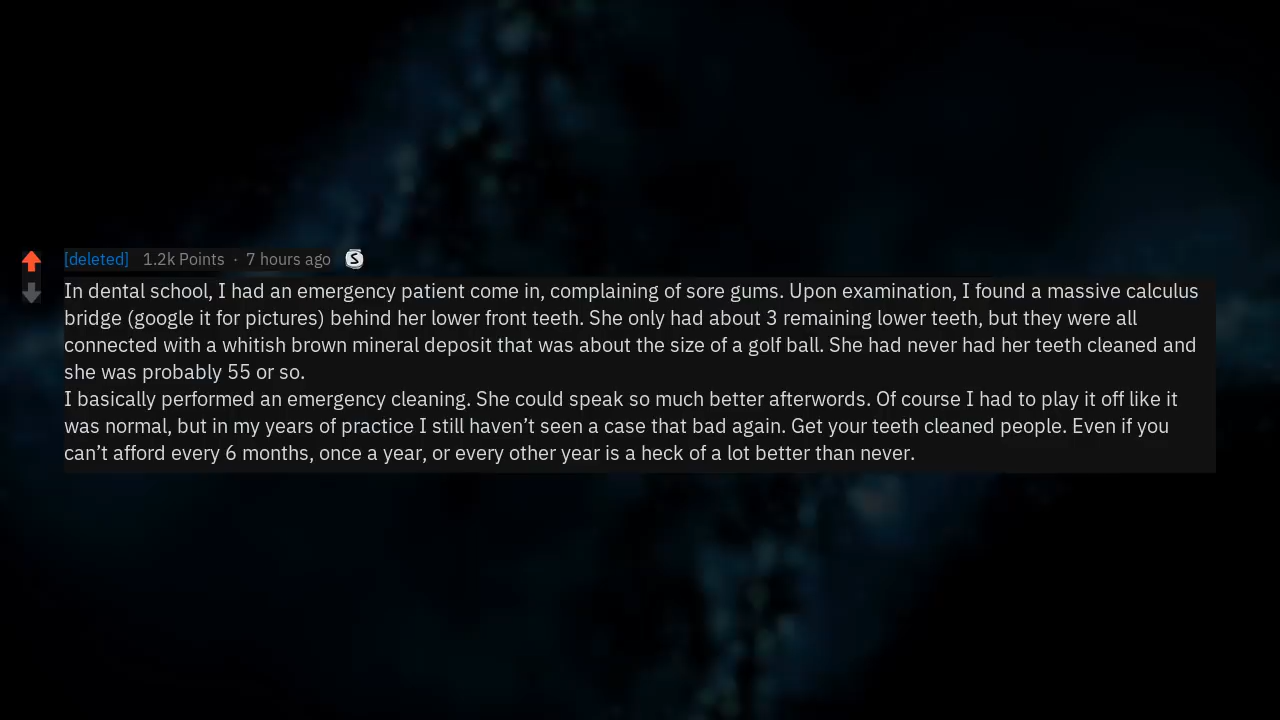 [deleted] 1.2k Points · 7 hours ago S
In dental school, I had an emergency patient come in, complaining of sore gums. Upon examination, I found a massive calculus
bridge (google it for pictures) behind her lower front teeth. She only had about 3 remaining lower teeth, but they were all
connected with a whitish brown mineral deposit that was about the size of a golf ball. She had never had her teeth cleaned and
she was probably 55 or so.
I basically performed an emergency cleaning. She could speak so much better afterwords. Of course I had to play it off like it
was normal, but in my years of practice I still haven’t seen a case that bad again. Get your teeth cleaned people. Even if you
can’t afford every 6 months, once a year, or every other year is a heck of a lot better than never.